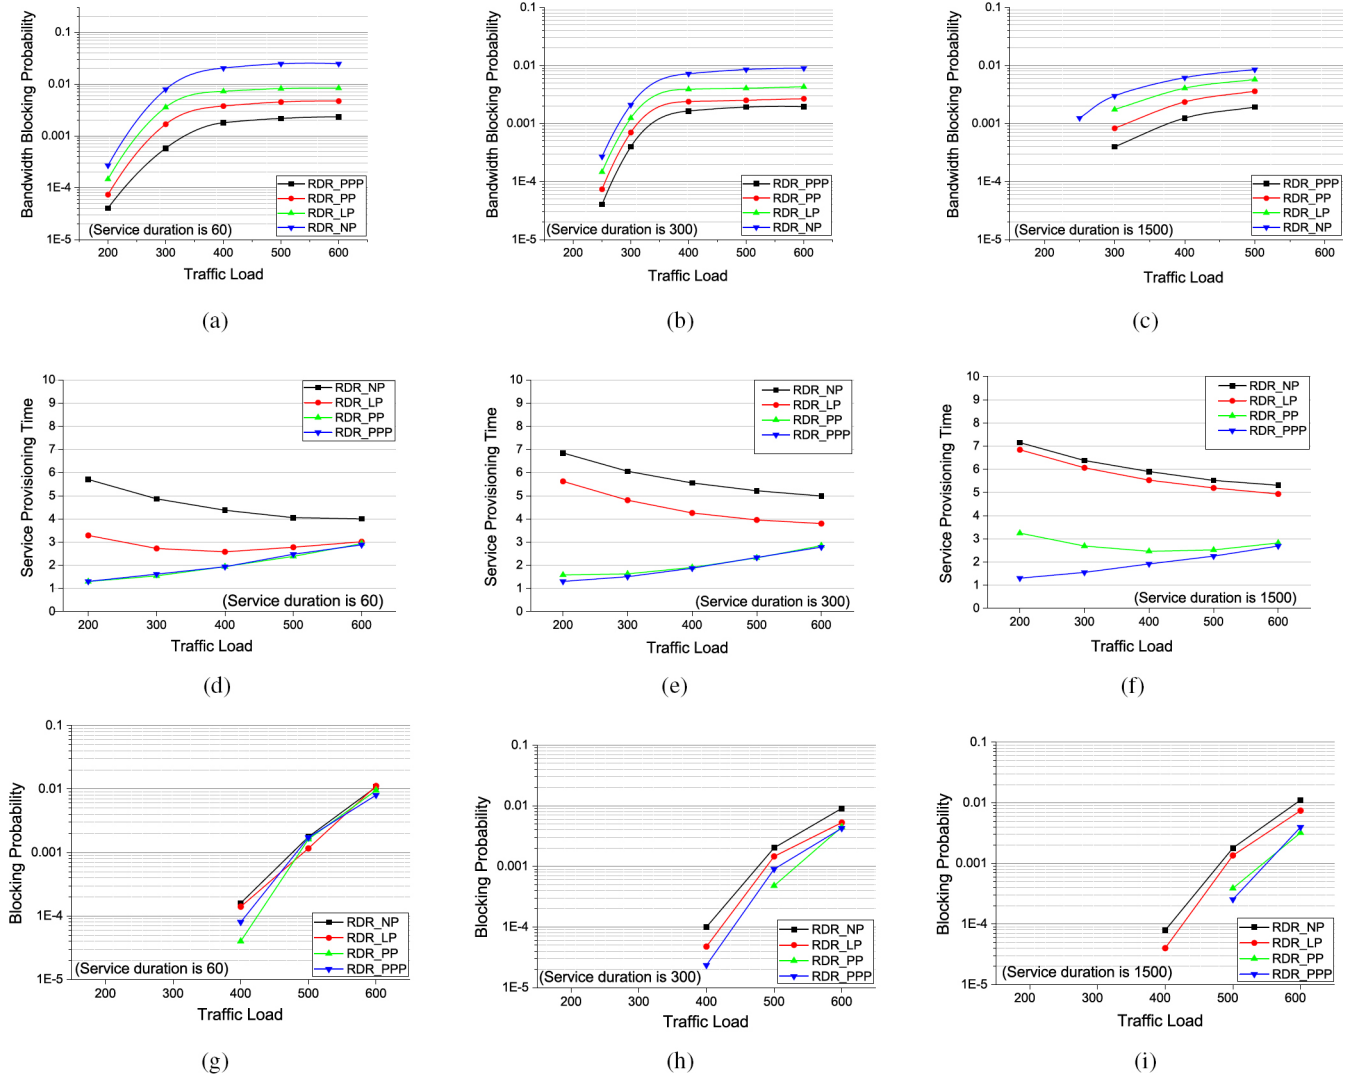 Bandwidth Blocking Probability
0.1
0.01
0.001
1E-4
1E-5
RDR_PPP
RDR_PP
RDR_LP
RDR_NP
(Service duration is 60)
200 300 400 500 600
Traffic Load
(a)
Bandwidth Blocking Probability
0.1
0.01
0.001
1E-4
1E-5
RDR_PPP
RDR_PP
RDR_LP
RDR_NP
(Service duration is 300)
200 300 400 500 600
Traffic Load
(b)
Bandwidth Blocking Probability
0.1
0.01
0.001
1E-4
1E-5
RDR_PPP
RDR_PP
RDR_LP
RDR_NP
(Service duration is 1500)
200 300 400 500 600
Traffic Load
(c)
Service Provisioning Time
10
9
8
7
6
5
4
3
2
1
0
RDR_NP
RDR_LP
RDR_PP
RDR_PPP
(Service duration is 60)
200 300 400 500 600
Traffic Load
(d)
Service Provisioning Time
10
9
8
7
6
5
4
3
2
1
0
RDR_NP
RDR_LP
RDR_PP
RDR_PPP
(Service duration is 300)
200 300 400 500 600
Traffic Load
(e)
Service Provisioning Time
10
9
8
7
6
5
4
3
2
1
0
RDR_NP
RDR_LP
RDR_PP
RDR_PPP
(Service duration is 1500)
200 300 400 500 600
Traffic Load
(f)
Blocking Probability
0.1
0.01
0.001
1E-4
1E-5
RDR_NP
RDR_LP
RDR_PP
RDR_PPP
(Service duration is 60)
200 300 400 500 600
Traffic Load
(g)
Blocking Probability
0.1
0.01
0.001
1E-4
1E-5
RDR_NP
RDR_LP
RDR_PP
RDR_PPP
(Service duration is 300)
200 300 400 500 600
Traffic Load
(h)
Blocking Probability
0.1
0.01
0.001
1E-4
1E-5
RDR_NP
RDR_LP
RDR_PP
RDR_PPP
(Service duration is 1500)
200 300 400 500 600
Traffic Load
(i)